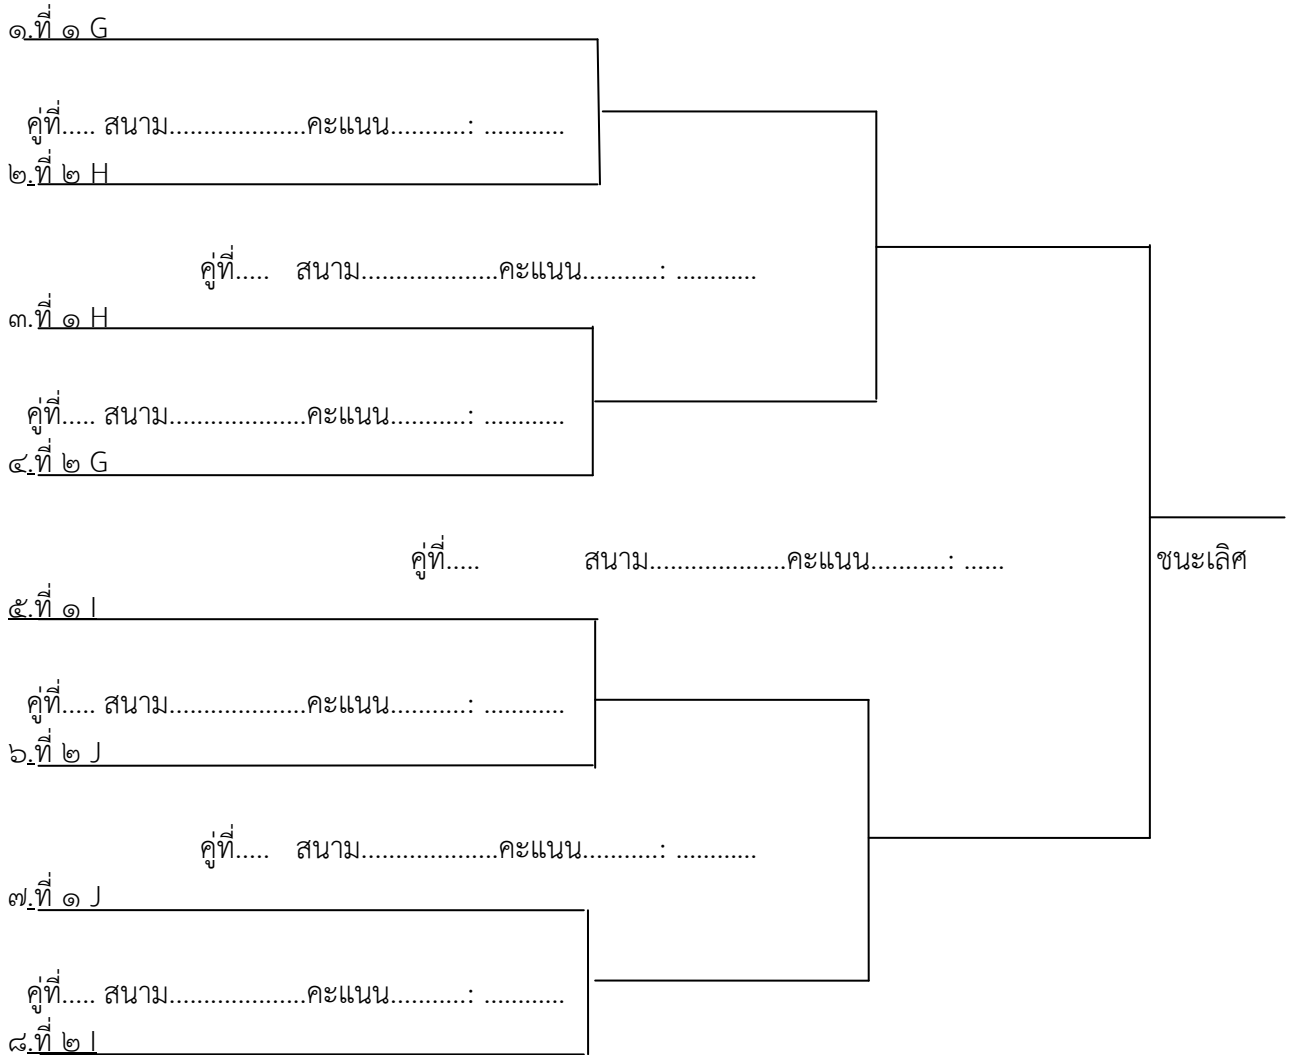 ๑.ที่ ๑ G
คู่ที่..... สนาม....................คะแนน...........: ............
๒.ที่ ๒ H
คู่ที่..... สนาม....................คะแนน...........: ............
๓.ที่ ๑ H
คู่ที่..... สนาม....................คะแนน...........: ............
๔.ที่ ๒ G
คู่ที่..... สนาม....................คะแนน...........: ...... ชนะเลิศ
๕.ที่ ๑ I
คู่ที่..... สนาม....................คะแนน...........: ............
๖.ที่ ๒ J
คู่ที่..... สนาม....................คะแนน...........: ............
๗.ที่ ๑ J
คู่ที่..... สนาม....................คะแนน...........: ............
๘.ที่ ๒ I